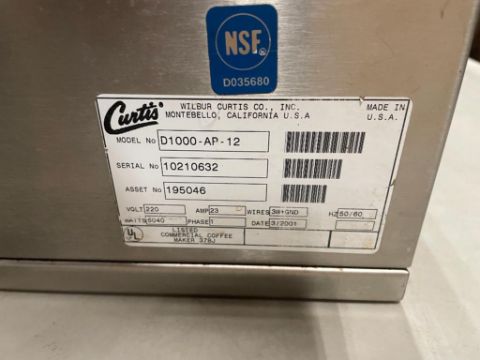 NSF®
D035680
Curtis®
WILBUR CURTIS CO., INC.
MONTEBELLO, CALIFORNIA U.S.A
MADE IN
U.S.A.
MODEL No D1000-AP-12
SERIAL No 10210632
ASSET No 195046
VOLT 220 AMP 23 WIRES 3W+GND HZ 50/60
WATTS 5040 PHASE 1 DATE 3/2001
UL LISTED
COMMERCIAL COFFEE
MAKER 378J